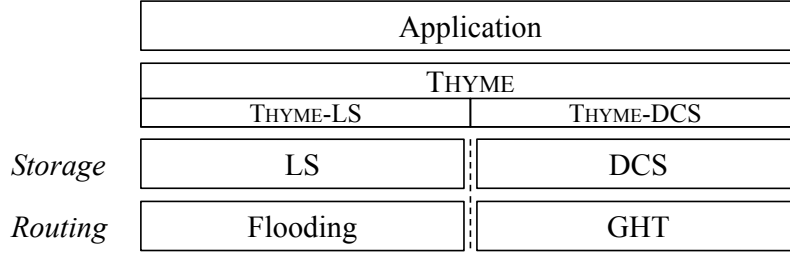 Application
THYME
THYME-LS THYME-DCS
Storage LS DCS
Routing Flooding GHT